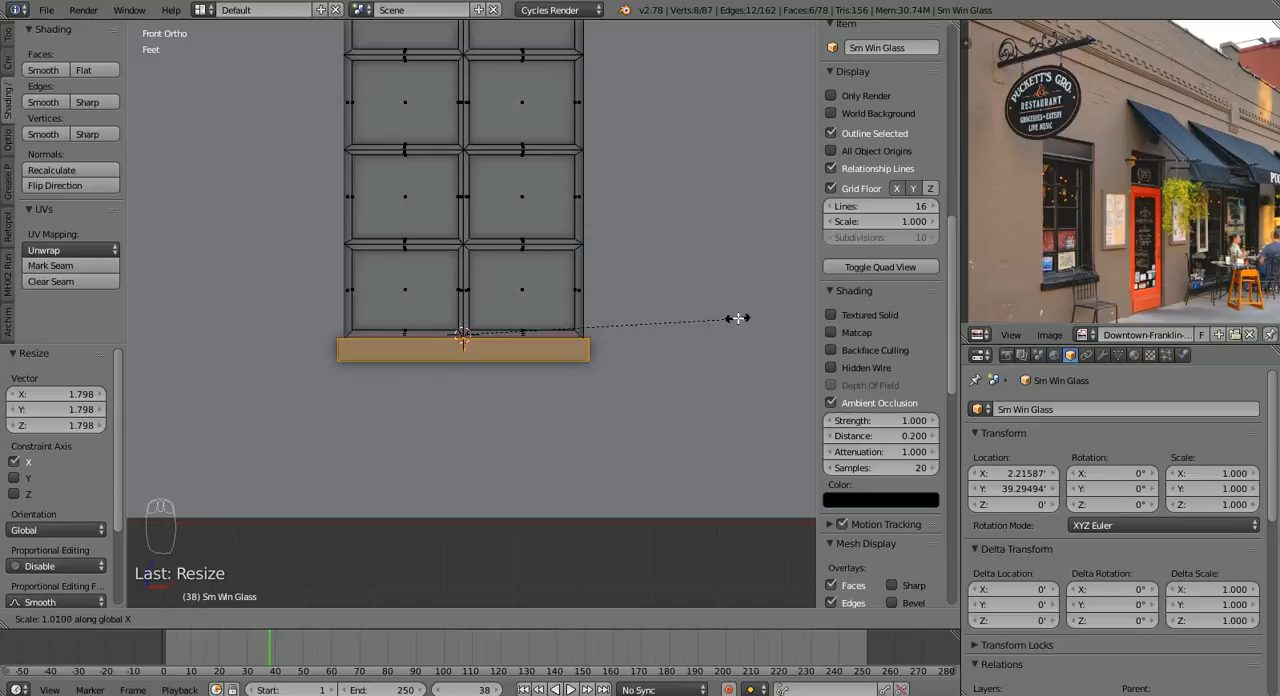 File Render Window Help Default Scene Cycles Render v2.78 | Verts:8/87 | Edges:12/162 | Faces:6/78 | Tris:156 | Mem:30.74M | Sm Win Glass
Shading
Faces:
Smooth Flat
Edges:
Smooth Sharp
Vertices:
Smooth Sharp
Normals:
Recalculate
Flip Direction
UVs
UV Mapping:
Unwrap
Mark Seam
Clear Seam
Resize
Vector
X: 1.798
Y: 1.798
Z: 1.798
Constraint Axis
X
Y
Z
Orientation
Global
Proportional Editing
Disable
Proportional Editing F...
Smooth
Front Ortho
Feet
Last: Resize
(38) Sm Win Glass
Scale: 1.0100 along global X
Item
Sm Win Glass
Display
Only Render
World Background
Outline Selected
All Object Origins
Relationship Lines
Grid Floor X Y Z
Lines: 16
Scale: 1.000
Subdivisions: 10
Toggle Quad View
Shading
Textured Solid
Matcap
Backface Culling
Hidden Wire
Depth Of Field
Ambient Occlusion
Strength: 1.000
Distance: 0.200
Attenuation: 1.000
Samples: 20
Color:
Motion Tracking
Mesh Display
Overlays:
Faces Sharp
Edges Bevel
PUCKETT'S GRO.
RESTAURANT
GROCERIES • EATERY
LIVE MUSIC
View Image Downtown-Franklin-... F
Sm Win Glass
Sm Win Glass
Transform
Location: Rotation: Scale:
X: 2.21587' X: 0° X: 1.000
Y: 39.29494' Y: 0° Y: 1.000
Z: 0' Z: 0° Z: 1.000
Rotation Mode: XYZ Euler
Delta Transform
Delta Location: Delta Rotation: Delta Scale:
X: 0' X: 0° X: 1.000
Y: 0' Y: 0° Y: 1.000
Z: 0' Z: 0° Z: 1.000
Transform Locks
Relations
Layers: Parent:
-50 -40 -30 -20 -10 0 10 20 30 40 50 60 70 80 90 100 110 120 130 140 150 160 170 180 190 200 210 220 230 240 250 260 270 280
View Marker Frame Playback Start: 1 End: 250 38 No Sync